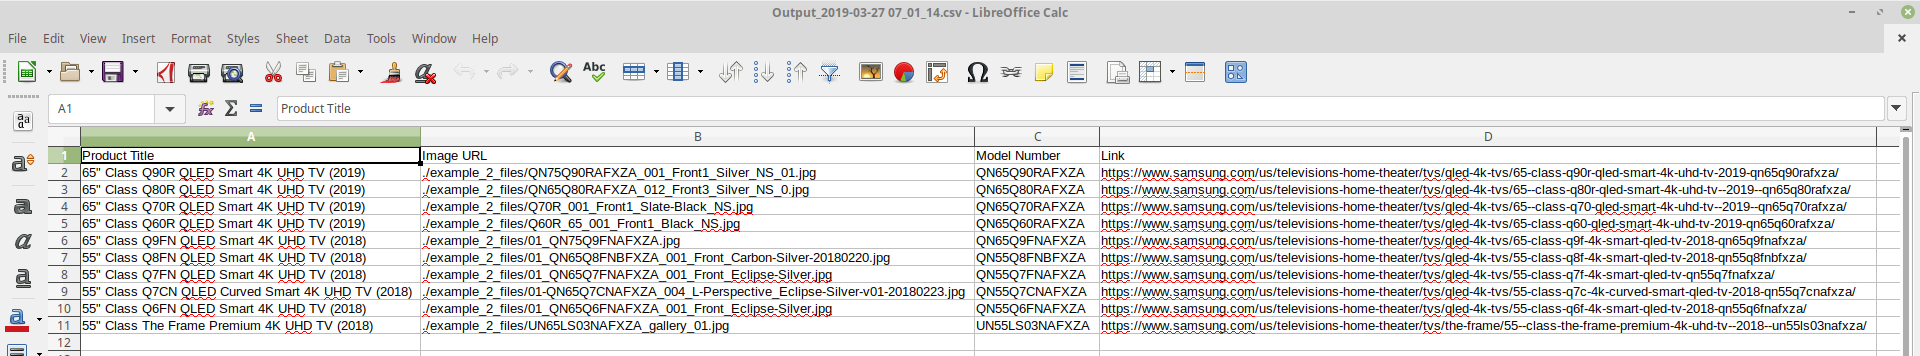 Output_2019-03-27 07_01_14.csv - LibreOffice Calc
File Edit View Insert Format Styles Sheet Data Tools Window Help
Abc
A1 Product Title
A B C D
1 Product Title Image URL Model Number Link
2 65" Class Q90R QLED Smart 4K UHD TV (2019) ./example_2_files/QN75Q90RAFXZA_001_Front1_Silver_NS_01.jpg QN65Q90RAFXZA https://www.samsung.com/us/televisions-home-theater/tvs/qled-4k-tvs/65-class-q90r-qled-smart-4k-uhd-tv-2019-qn65q90rafxza/
3 65" Class Q80R QLED Smart 4K UHD TV (2019) ./example_2_files/QN65Q80RAFXZA_012_Front3_Silver_NS_0.jpg QN65Q80RAFXZA https://www.samsung.com/us/televisions-home-theater/tvs/qled-4k-tvs/65--class-q80r-qled-smart-4k-uhd-tv--2019--qn65q80rafxza/
4 65" Class Q70R QLED Smart 4K UHD TV (2019) ./example_2_files/Q70R_001_Front1_Slate-Black_NS.jpg QN65Q70RAFXZA https://www.samsung.com/us/televisions-home-theater/tvs/qled-4k-tvs/65--class-q70-qled-smart-4k-uhd-tv--2019--qn65q70rafxza/
5 65" Class Q60R QLED Smart 4K UHD TV (2019) ./example_2_files/Q60R_65_001_Front1_Black_NS.jpg QN65Q60RAFXZA https://www.samsung.com/us/televisions-home-theater/tvs/qled-4k-tvs/65-class-q60-qled-smart-4k-uhd-tv-2019-qn65q60rafxza/
6 65" Class Q9FN QLED Smart 4K UHD TV (2018) ./example_2_files/01_QN75Q9FNAFXZA.jpg QN65Q9FNAFXZA https://www.samsung.com/us/televisions-home-theater/tvs/qled-4k-tvs/65-class-q9f-4k-smart-qled-tv-2018-qn65q9fnafxza/
7 55" Class Q8FN QLED Smart 4K UHD TV (2018) ./example_2_files/01_QN65Q8FNBFXZA_001_Front_Carbon-Silver-20180220.jpg QN55Q8FNBFXZA https://www.samsung.com/us/televisions-home-theater/tvs/qled-4k-tvs/55-class-q8f-4k-smart-qled-tv-2018-qn55q8fnbfxza/
8 55" Class Q7FN QLED Smart 4K UHD TV (2018) ./example_2_files/01_QN65Q7FNAFXZA_001_Front_Eclipse-Silver.jpg QN55Q7FNAFXZA https://www.samsung.com/us/televisions-home-theater/tvs/qled-4k-tvs/55-class-q7f-4k-smart-qled-tv-qn55q7fnafxza/
9 55" Class Q7CN QLED Curved Smart 4K UHD TV (2018) ./example_2_files/01-QN65Q7CNAFXZA_004_L-Perspective_Eclipse-Silver-v01-20180223.jpg QN55Q7CNAFXZA https://www.samsung.com/us/televisions-home-theater/tvs/qled-4k-tvs/55-class-q7c-4k-curved-smart-qled-tv-2018-qn55q7cnafxza/
10 55" Class Q6FN QLED Smart 4K UHD TV (2018) ./example_2_files/01_QN65Q6FNAFXZA_001_Front_Eclipse-Silver.jpg QN55Q6FNAFXZA https://www.samsung.com/us/televisions-home-theater/tvs/qled-4k-tvs/55-class-q6f-4k-smart-qled-tv-2018-qn55q6fnafxza/
11 55" Class The Frame Premium 4K UHD TV (2018) ./example_2_files/UN65LS03NAFXZA_gallery_01.jpg UN55LS03NAFXZA https://www.samsung.com/us/televisions-home-theater/tvs/the-frame/55--class-the-frame-premium-4k-uhd-tv--2018--un55ls03nafxza/
12